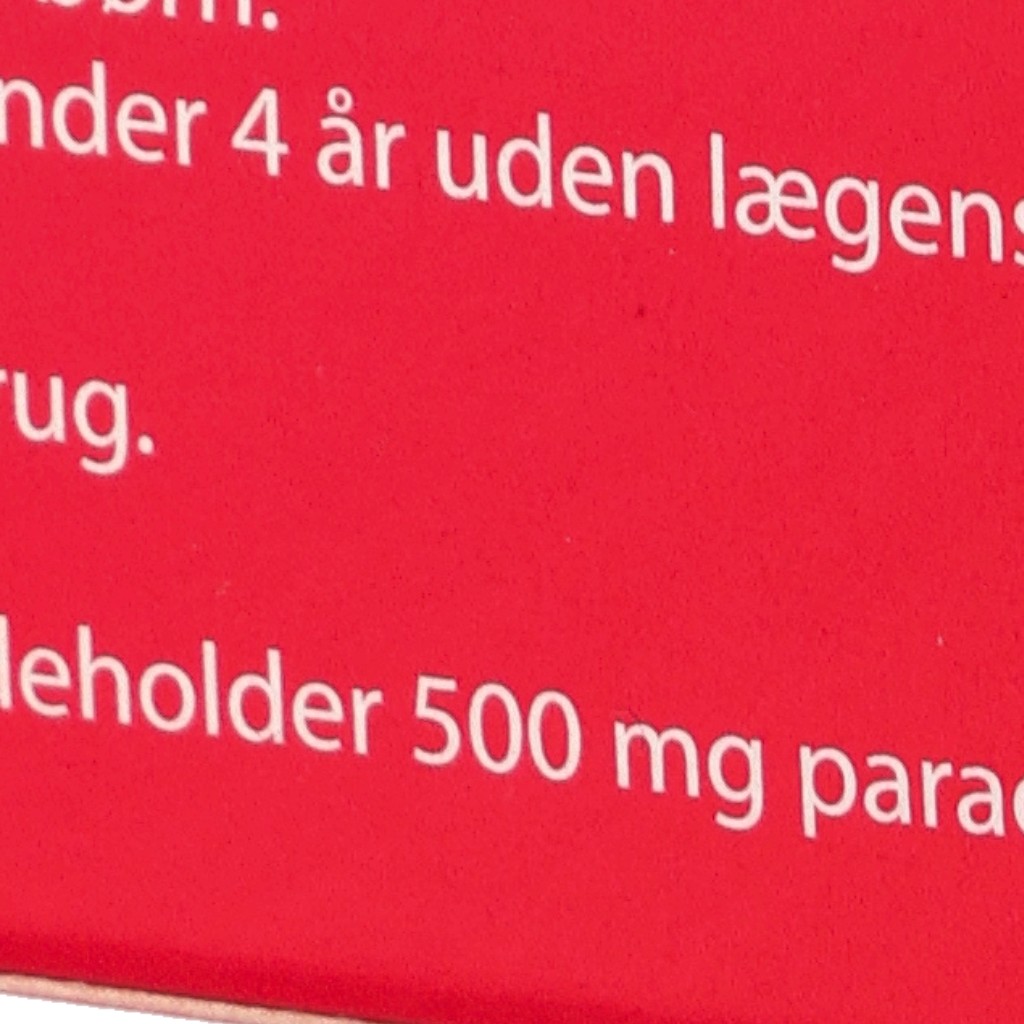 nder 4 år uden lægens
rug.
leholder 500 mg parac